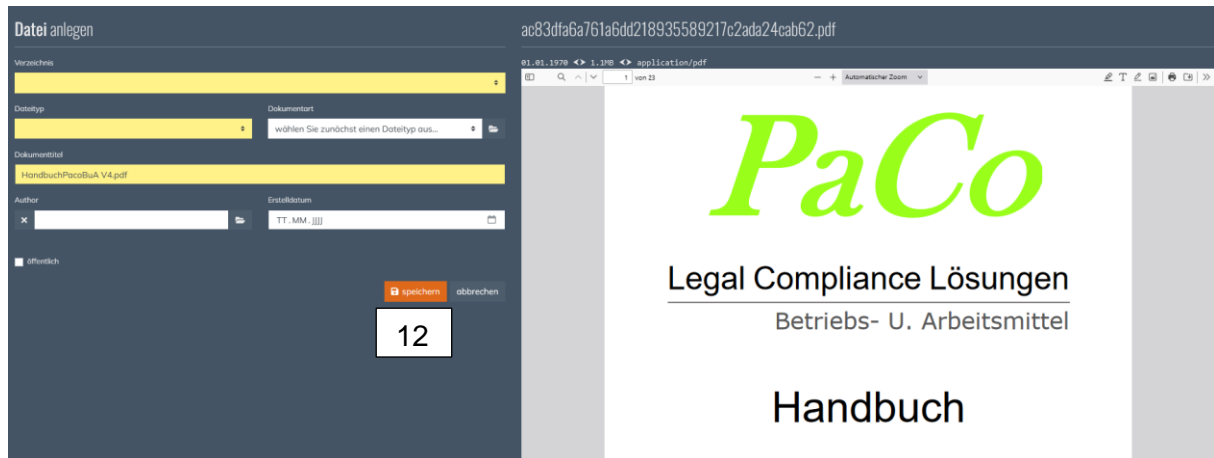 Datei anlegen
Verzeichnis
Dateityp
Dokumentart
wählen Sie zunächst einen Dateityp aus...
Dokumenttitel
HandbuchPacoBuA V4.pdf
Author
Erstelldatum
TT.MM.JJJJ
öffentlich
speichern abbrechen
12
ac83dfa6a761a6dd218935589217c2ada24cab62.pdf
01.01.1970 <> 1.1MB <> application/pdf
1 von 23
Automatischer Zoom
PaCo
Legal Compliance Lösungen
Betriebs- U. Arbeitsmittel
Handbuch